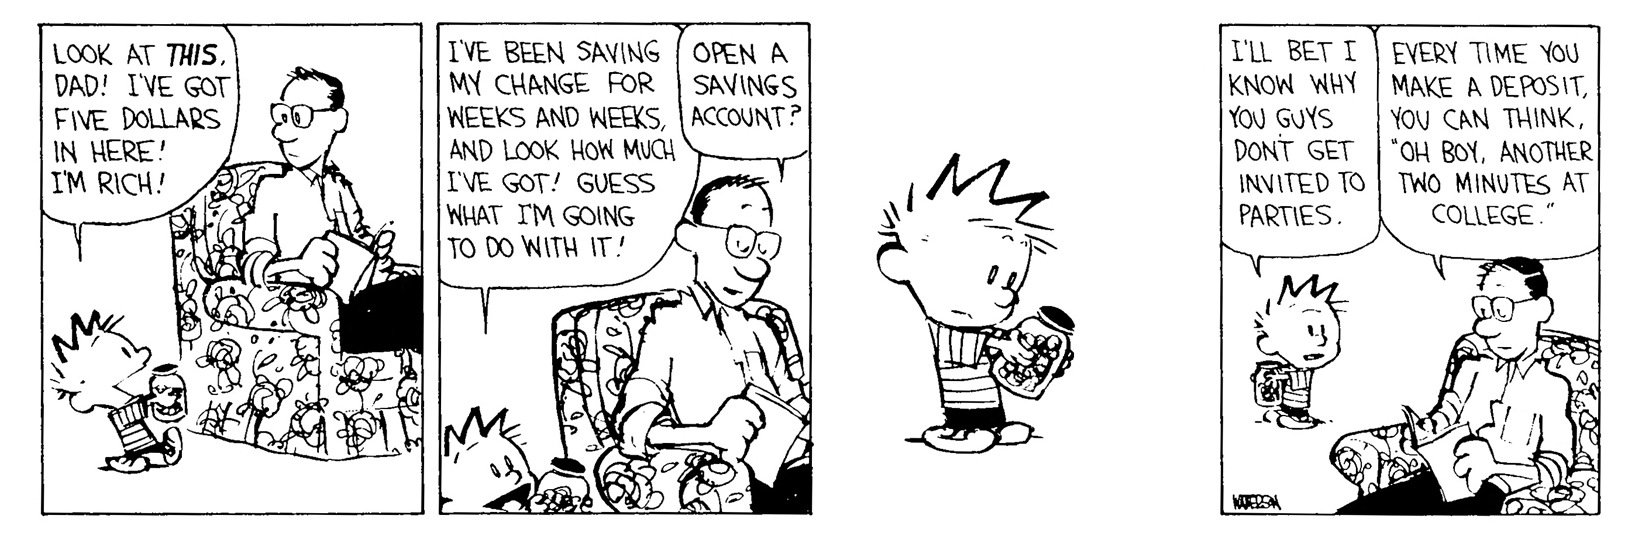 LOOK AT THIS,
DAD! I'VE GOT
FIVE DOLLARS
IN HERE!
I'M RICH!
I'VE BEEN SAVING
MY CHANGE FOR
WEEKS AND WEEKS,
AND LOOK HOW MUCH
I'VE GOT! GUESS
WHAT I'M GOING
TO DO WITH IT!
OPEN A
SAVINGS
ACCOUNT?
I'LL BET I
KNOW WHY
YOU GUYS
DON'T GET
INVITED TO
PARTIES.
EVERY TIME YOU
MAKE A DEPOSIT,
YOU CAN THINK,
"OH BOY, ANOTHER
TWO MINUTES AT
COLLEGE."
WATTERSON